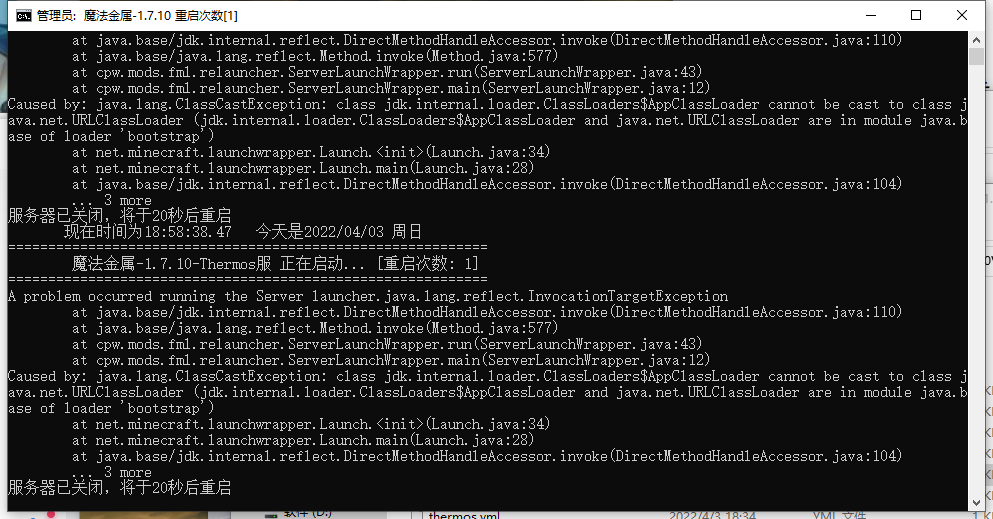 管理员: 魔法金属-1.7.10 重启次数[1]
at java.base/jdk.internal.reflect.DirectMethodHandleAccessor.invoke(DirectMethodHandleAccessor.java:110)
at java.base/java.lang.reflect.Method.invoke(Method.java:577)
at cpw.mods.fml.relauncher.ServerLaunchWrapper.run(ServerLaunchWrapper.java:43)
at cpw.mods.fml.relauncher.ServerLaunchWrapper.main(ServerLaunchWrapper.java:12)
Caused by: java.lang.ClassCastException: class jdk.internal.loader.ClassLoaders$AppClassLoader cannot be cast to class j
ava.net.URLClassLoader (jdk.internal.loader.ClassLoaders$AppClassLoader and java.net.URLClassLoader are in module java.b
ase of loader 'bootstrap')
at net.minecraft.launchwrapper.Launch.<init>(Launch.java:34)
at net.minecraft.launchwrapper.Launch.main(Launch.java:28)
at java.base/jdk.internal.reflect.DirectMethodHandleAccessor.invoke(DirectMethodHandleAccessor.java:104)
... 3 more
服务器已关闭，将于20秒后重启
现在时间为18:58:38.47 今天是2022/04/03 周日
============================================================
魔法金属-1.7.10-Thermos服 正在启动... [重启次数: 1]
============================================================
A problem occurred running the Server launcher.java.lang.reflect.InvocationTargetException
at java.base/jdk.internal.reflect.DirectMethodHandleAccessor.invoke(DirectMethodHandleAccessor.java:110)
at java.base/java.lang.reflect.Method.invoke(Method.java:577)
at cpw.mods.fml.relauncher.ServerLaunchWrapper.run(ServerLaunchWrapper.java:43)
at cpw.mods.fml.relauncher.ServerLaunchWrapper.main(ServerLaunchWrapper.java:12)
Caused by: java.lang.ClassCastException: class jdk.internal.loader.ClassLoaders$AppClassLoader cannot be cast to class j
ava.net.URLClassLoader (jdk.internal.loader.ClassLoaders$AppClassLoader and java.net.URLClassLoader are in module java.b
ase of loader 'bootstrap')
at net.minecraft.launchwrapper.Launch.<init>(Launch.java:34)
at net.minecraft.launchwrapper.Launch.main(Launch.java:28)
at java.base/jdk.internal.reflect.DirectMethodHandleAccessor.invoke(DirectMethodHandleAccessor.java:104)
... 3 more
服务器已关闭，将于20秒后重启
软件 (D:)
thermos.yml 2022/4/3 18:34 YML 文件